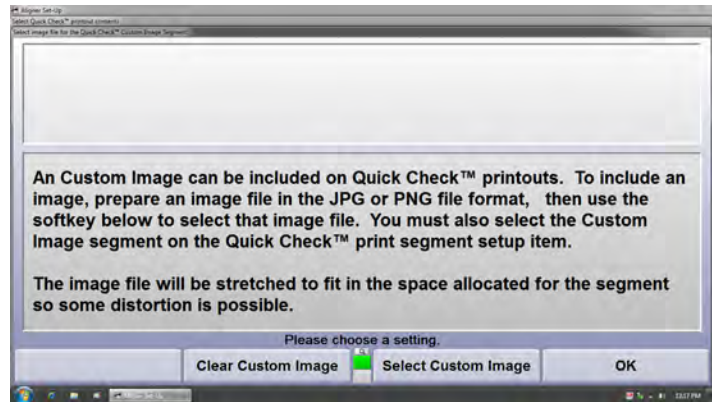 Aligner Set-Up
Select Quick Check™ printout contents
Select image file for the Quick Check™ Custom Image Segment
An Custom Image can be included on Quick Check™ printouts. To include an
image, prepare an image file in the JPG or PNG file format, then use the
softkey below to select that image file. You must also select the Custom
Image segment on the Quick Check™ print segment setup item.
The image file will be stretched to fit in the space allocated for the segment
so some distortion is possible.
Please choose a setting.
Clear Custom Image
Select Custom Image
OK
Aligner Set-Up